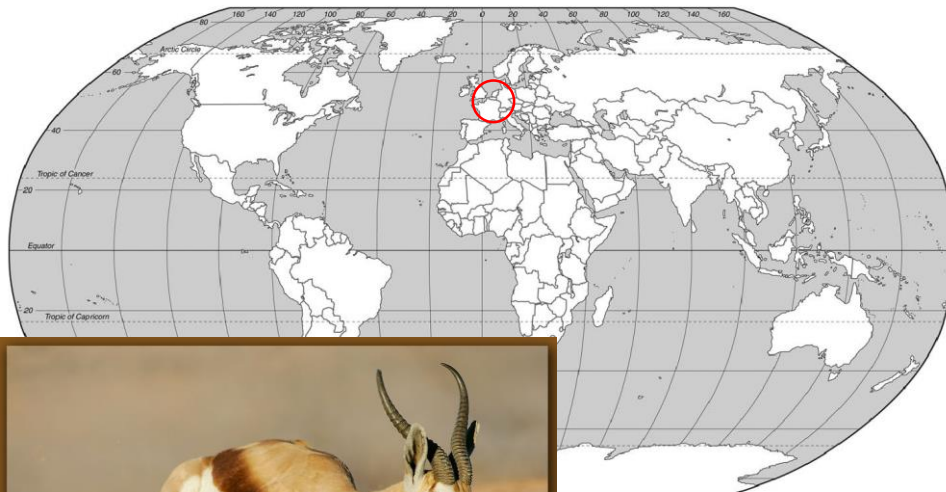 160 140 120 100 80 60 40 20 0 20 40 60 80 100 120 140 160
80
Arctic Circle
60
40
Tropic of Cancer
20
Equator
20
Tropic of Capricorn